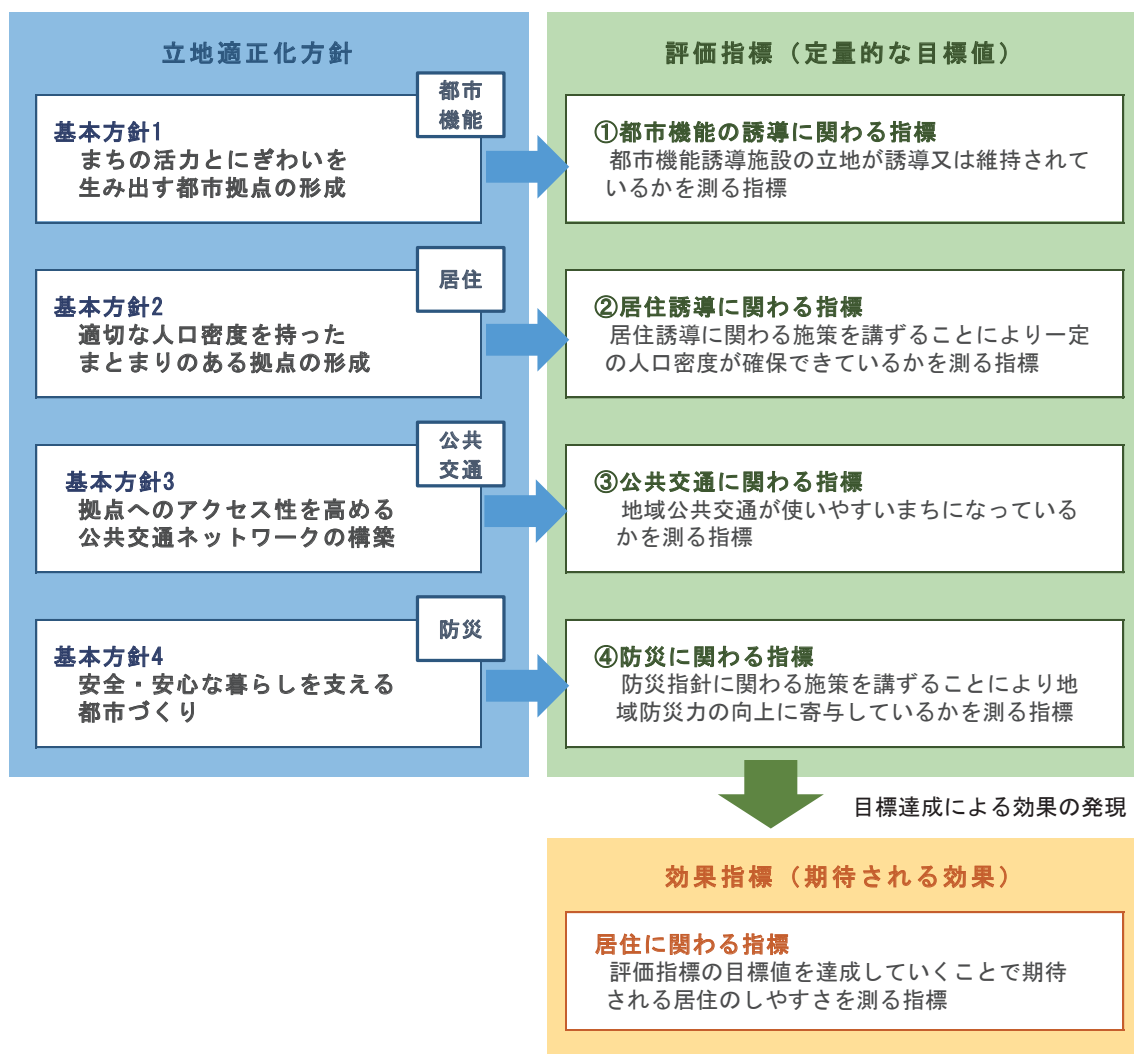 立地適正化方針
都市
機能
基本方針1
まちの活力とにぎわいを
生み出す都市拠点の形成
居住
基本方針2
適切な人口密度を持った
まとまりのある拠点の形成
公共
交通
基本方針3
拠点へのアクセス性を高める
公共交通ネットワークの構築
防災
基本方針4
安全・安心な暮らしを支える
都市づくり
評価指標（定量的な目標値）
①都市機能の誘導に関わる指標
都市機能誘導施設の立地が誘導又は維持されて
いるかを測る指標
②居住誘導に関わる指標
居住誘導に関わる施策を講ずることにより一定
の人口密度が確保できているかを測る指標
③公共交通に関わる指標
地域公共交通が使いやすいまちになっている
かを測る指標
④防災に関わる指標
防災指針に関わる施策を講ずることにより地
域防災力の向上に寄与しているかを測る指標
目標達成による効果の発現
効果指標（期待される効果）
居住に関わる指標
評価指標の目標値を達成していくことで期待
される居住のしやすさを測る指標